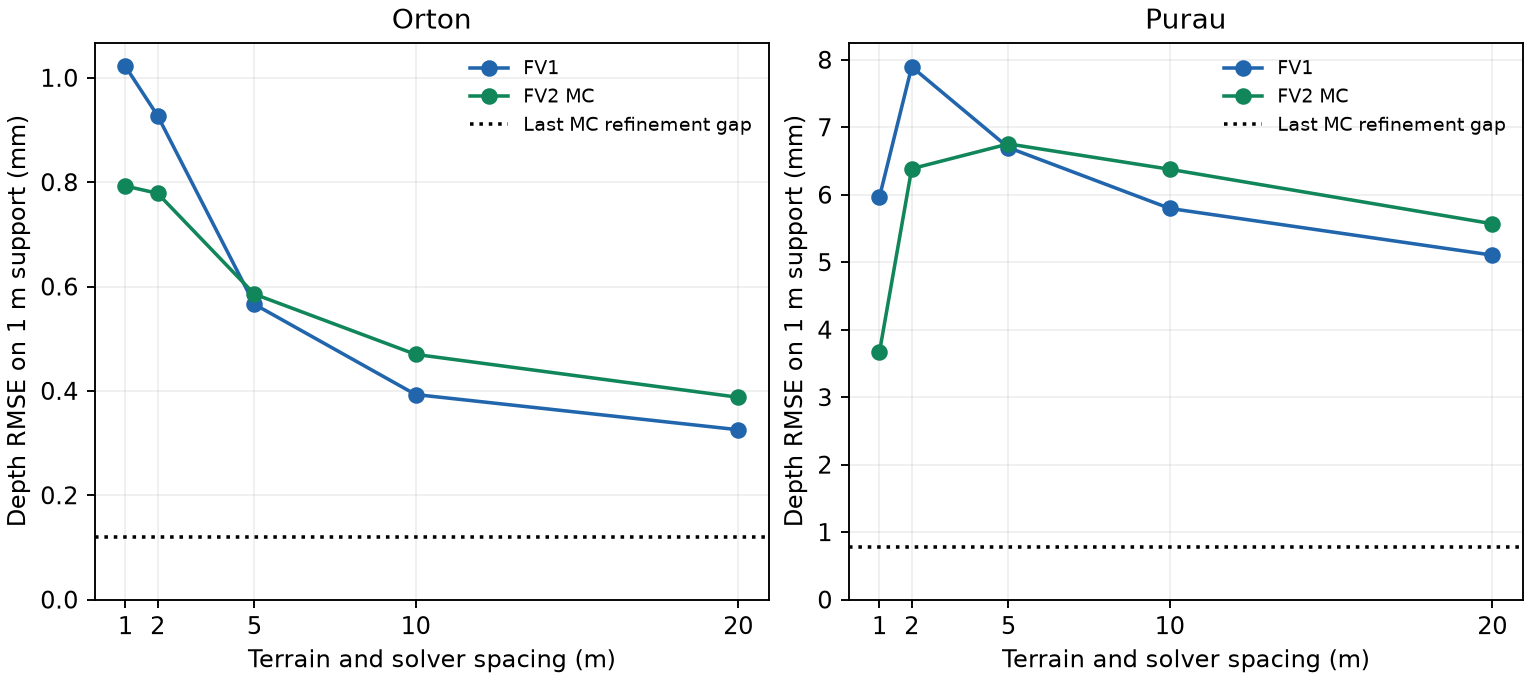 Orton
Depth RMSE on 1 m support (mm)
1.0
0.8
0.6
0.4
0.2
0.0
FV1
FV2 MC
Last MC refinement gap
1 2 5 10 20
Terrain and solver spacing (m)
Purau
Depth RMSE on 1 m support (mm)
8
7
6
5
4
3
2
1
0
FV1
FV2 MC
Last MC refinement gap
1 2 5 10 20
Terrain and solver spacing (m)